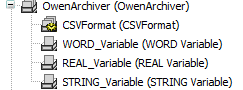 OwenArchiver (OwenArchiver)
CSVFormat (CSVFormat)
WORD_Variable (WORD Variable)
REAL_Variable (REAL Variable)
STRING_Variable (STRING Variable)